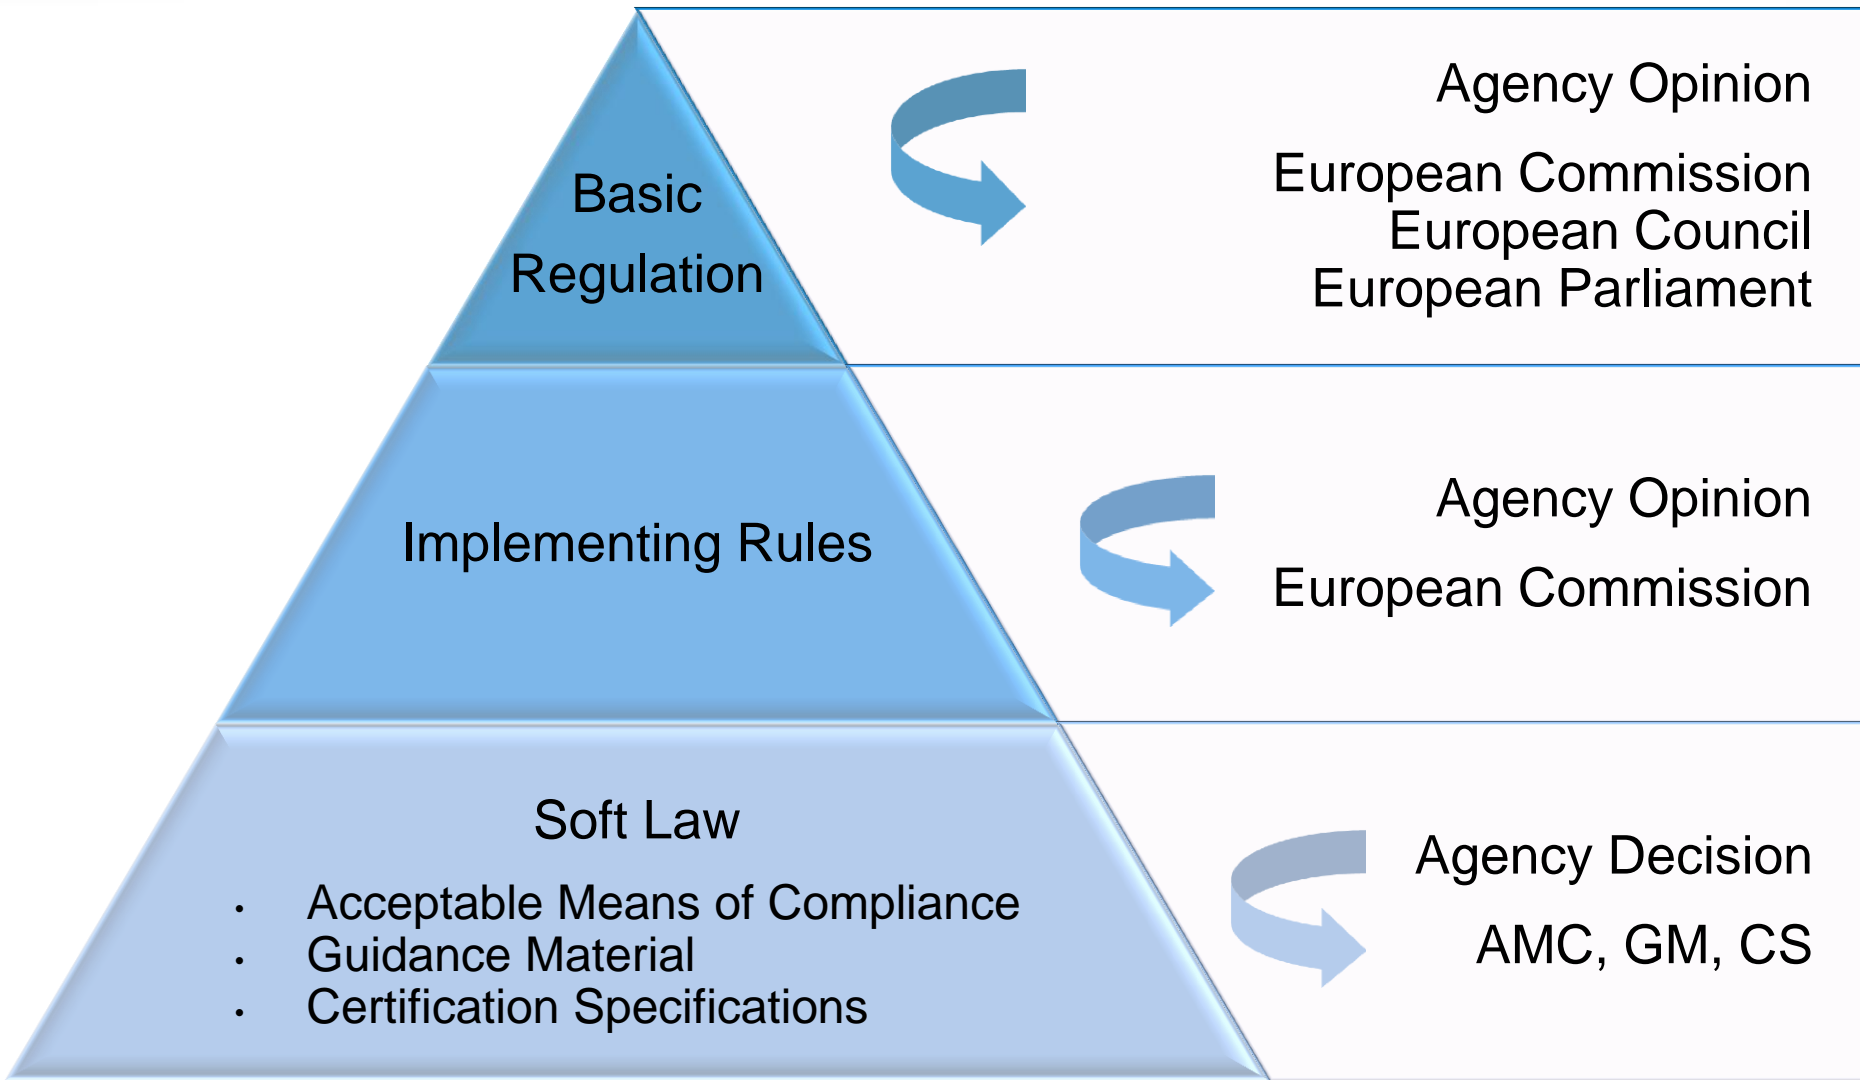 Basic
Regulation
Agency Opinion
European Commission
European Council
European Parliament
Implementing Rules
Agency Opinion
European Commission
Soft Law
· Acceptable Means of Compliance
· Guidance Material
· Certification Specifications
Agency Decision
AMC, GM, CS